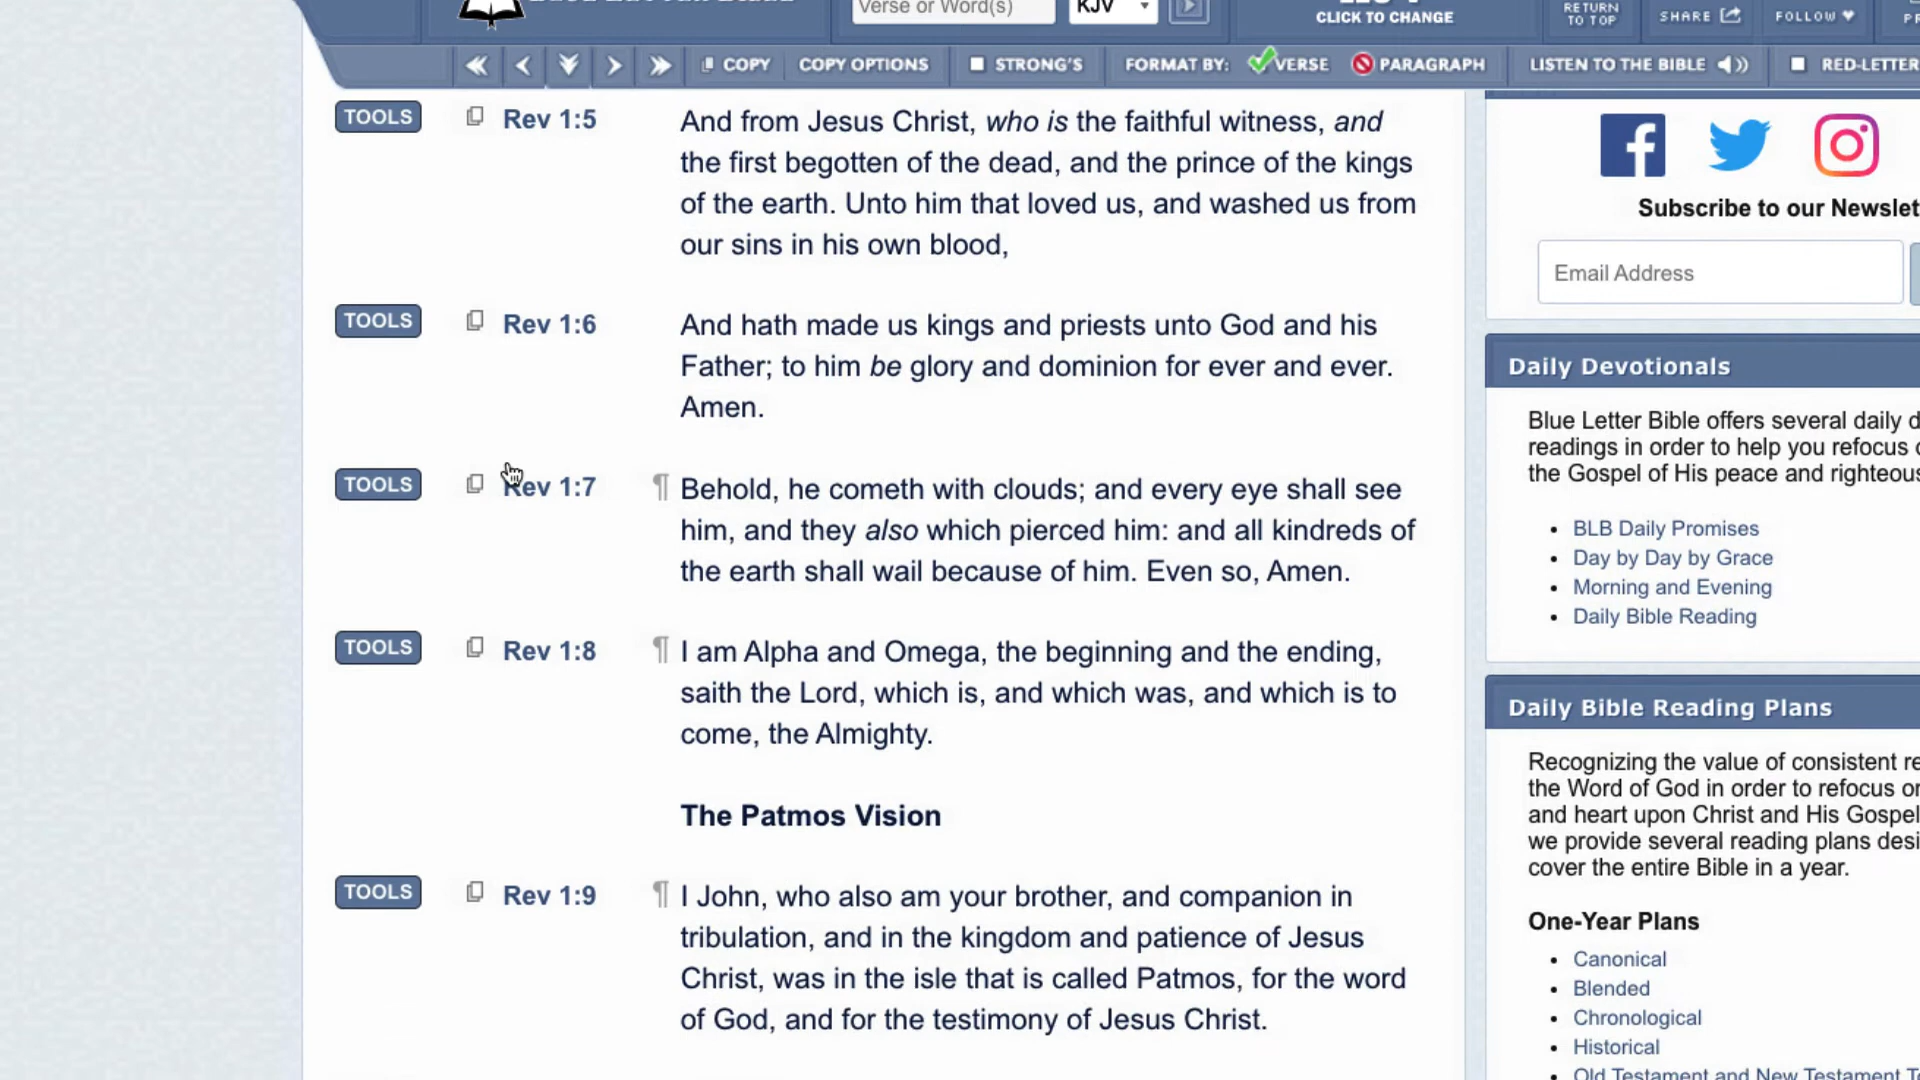 Verse or Word(s)
KJV
CLICK TO CHANGE
RETURN
TO TOP
SHARE
FOLLOW
COPY
COPY OPTIONS
STRONG'S
FORMAT BY:
VERSE
PARAGRAPH
LISTEN TO THE BIBLE
RED-LETTER
TOOLS
Rev 1:5
And from Jesus Christ, who is the faithful witness, and
the first begotten of the dead, and the prince of the kings
of the earth. Unto him that loved us, and washed us from
our sins in his own blood,
TOOLS
Rev 1:6
And hath made us kings and priests unto God and his
Father; to him be glory and dominion for ever and ever.
Amen.
TOOLS
Rev 1:7
¶ Behold, he cometh with clouds; and every eye shall see
him, and they also which pierced him: and all kindreds of
the earth shall wail because of him. Even so, Amen.
TOOLS
Rev 1:8
¶ I am Alpha and Omega, the beginning and the ending,
saith the Lord, which is, and which was, and which is to
come, the Almighty.
The Patmos Vision
TOOLS
Rev 1:9
¶ I John, who also am your brother, and companion in
tribulation, and in the kingdom and patience of Jesus
Christ, was in the isle that is called Patmos, for the word
of God, and for the testimony of Jesus Christ.
Subscribe to our Newslet
Email Address
Daily Devotionals
Blue Letter Bible offers several daily d
readings in order to help you refocus o
the Gospel of His peace and righteous
• BLB Daily Promises
• Day by Day by Grace
• Morning and Evening
• Daily Bible Reading
Daily Bible Reading Plans
Recognizing the value of consistent re
the Word of God in order to refocus or
and heart upon Christ and His Gospel
we provide several reading plans desi
cover the entire Bible in a year.
One-Year Plans
• Canonical
• Blended
• Chronological
• Historical
• Old Testament and New Testament T